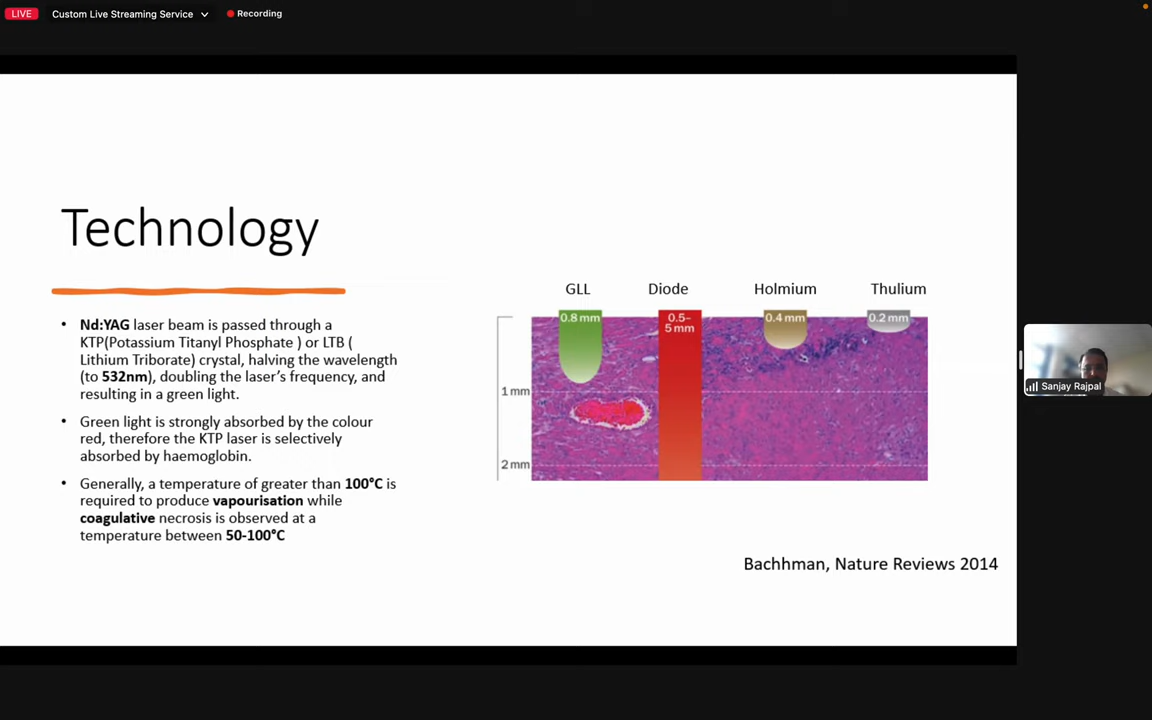 LIVE
Custom Live Streaming Service
Recording
Technology
• Nd:YAG laser beam is passed through a
KTP(Potassium Titanyl Phosphate ) or LTB (
Lithium Triborate) crystal, halving the wavelength
(to 532nm), doubling the laser's frequency, and
resulting in a green light.
• Green light is strongly absorbed by the colour
red, therefore the KTP laser is selectively
absorbed by haemoglobin.
• Generally, a temperature of greater than 100°C is
required to produce vapourisation while
coagulative necrosis is observed at a
temperature between 50-100°C
GLL Diode Holmium Thulium
0.8 mm 0.5– 0.4 mm 0.2 mm
5 mm
1 mm
2 mm
Bachhman, Nature Reviews 2014
Sanjay Rajpal